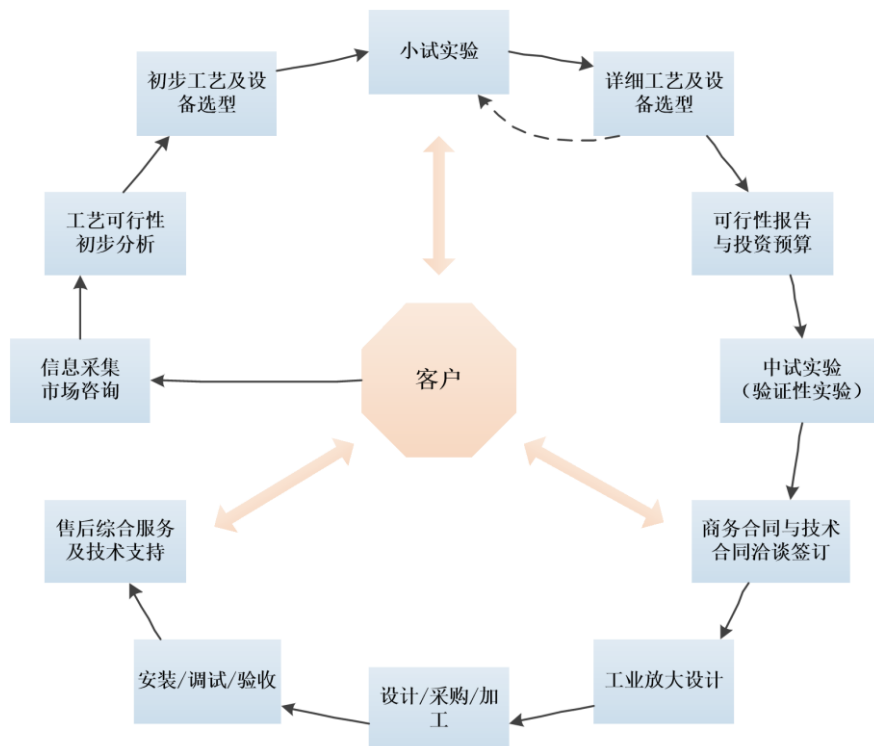 小试实验
初步工艺及设
备选型
详细工艺及设
备选型
工艺可行性
初步分析
可行性报告
与投资预算
信息采集
市场咨询
客户
中试实验
（验证性实验）
售后综合服务
及技术支持
商务合同与技术
合同洽谈签订
安装/调试/验收
设计/采购/加
工
工业放大设计